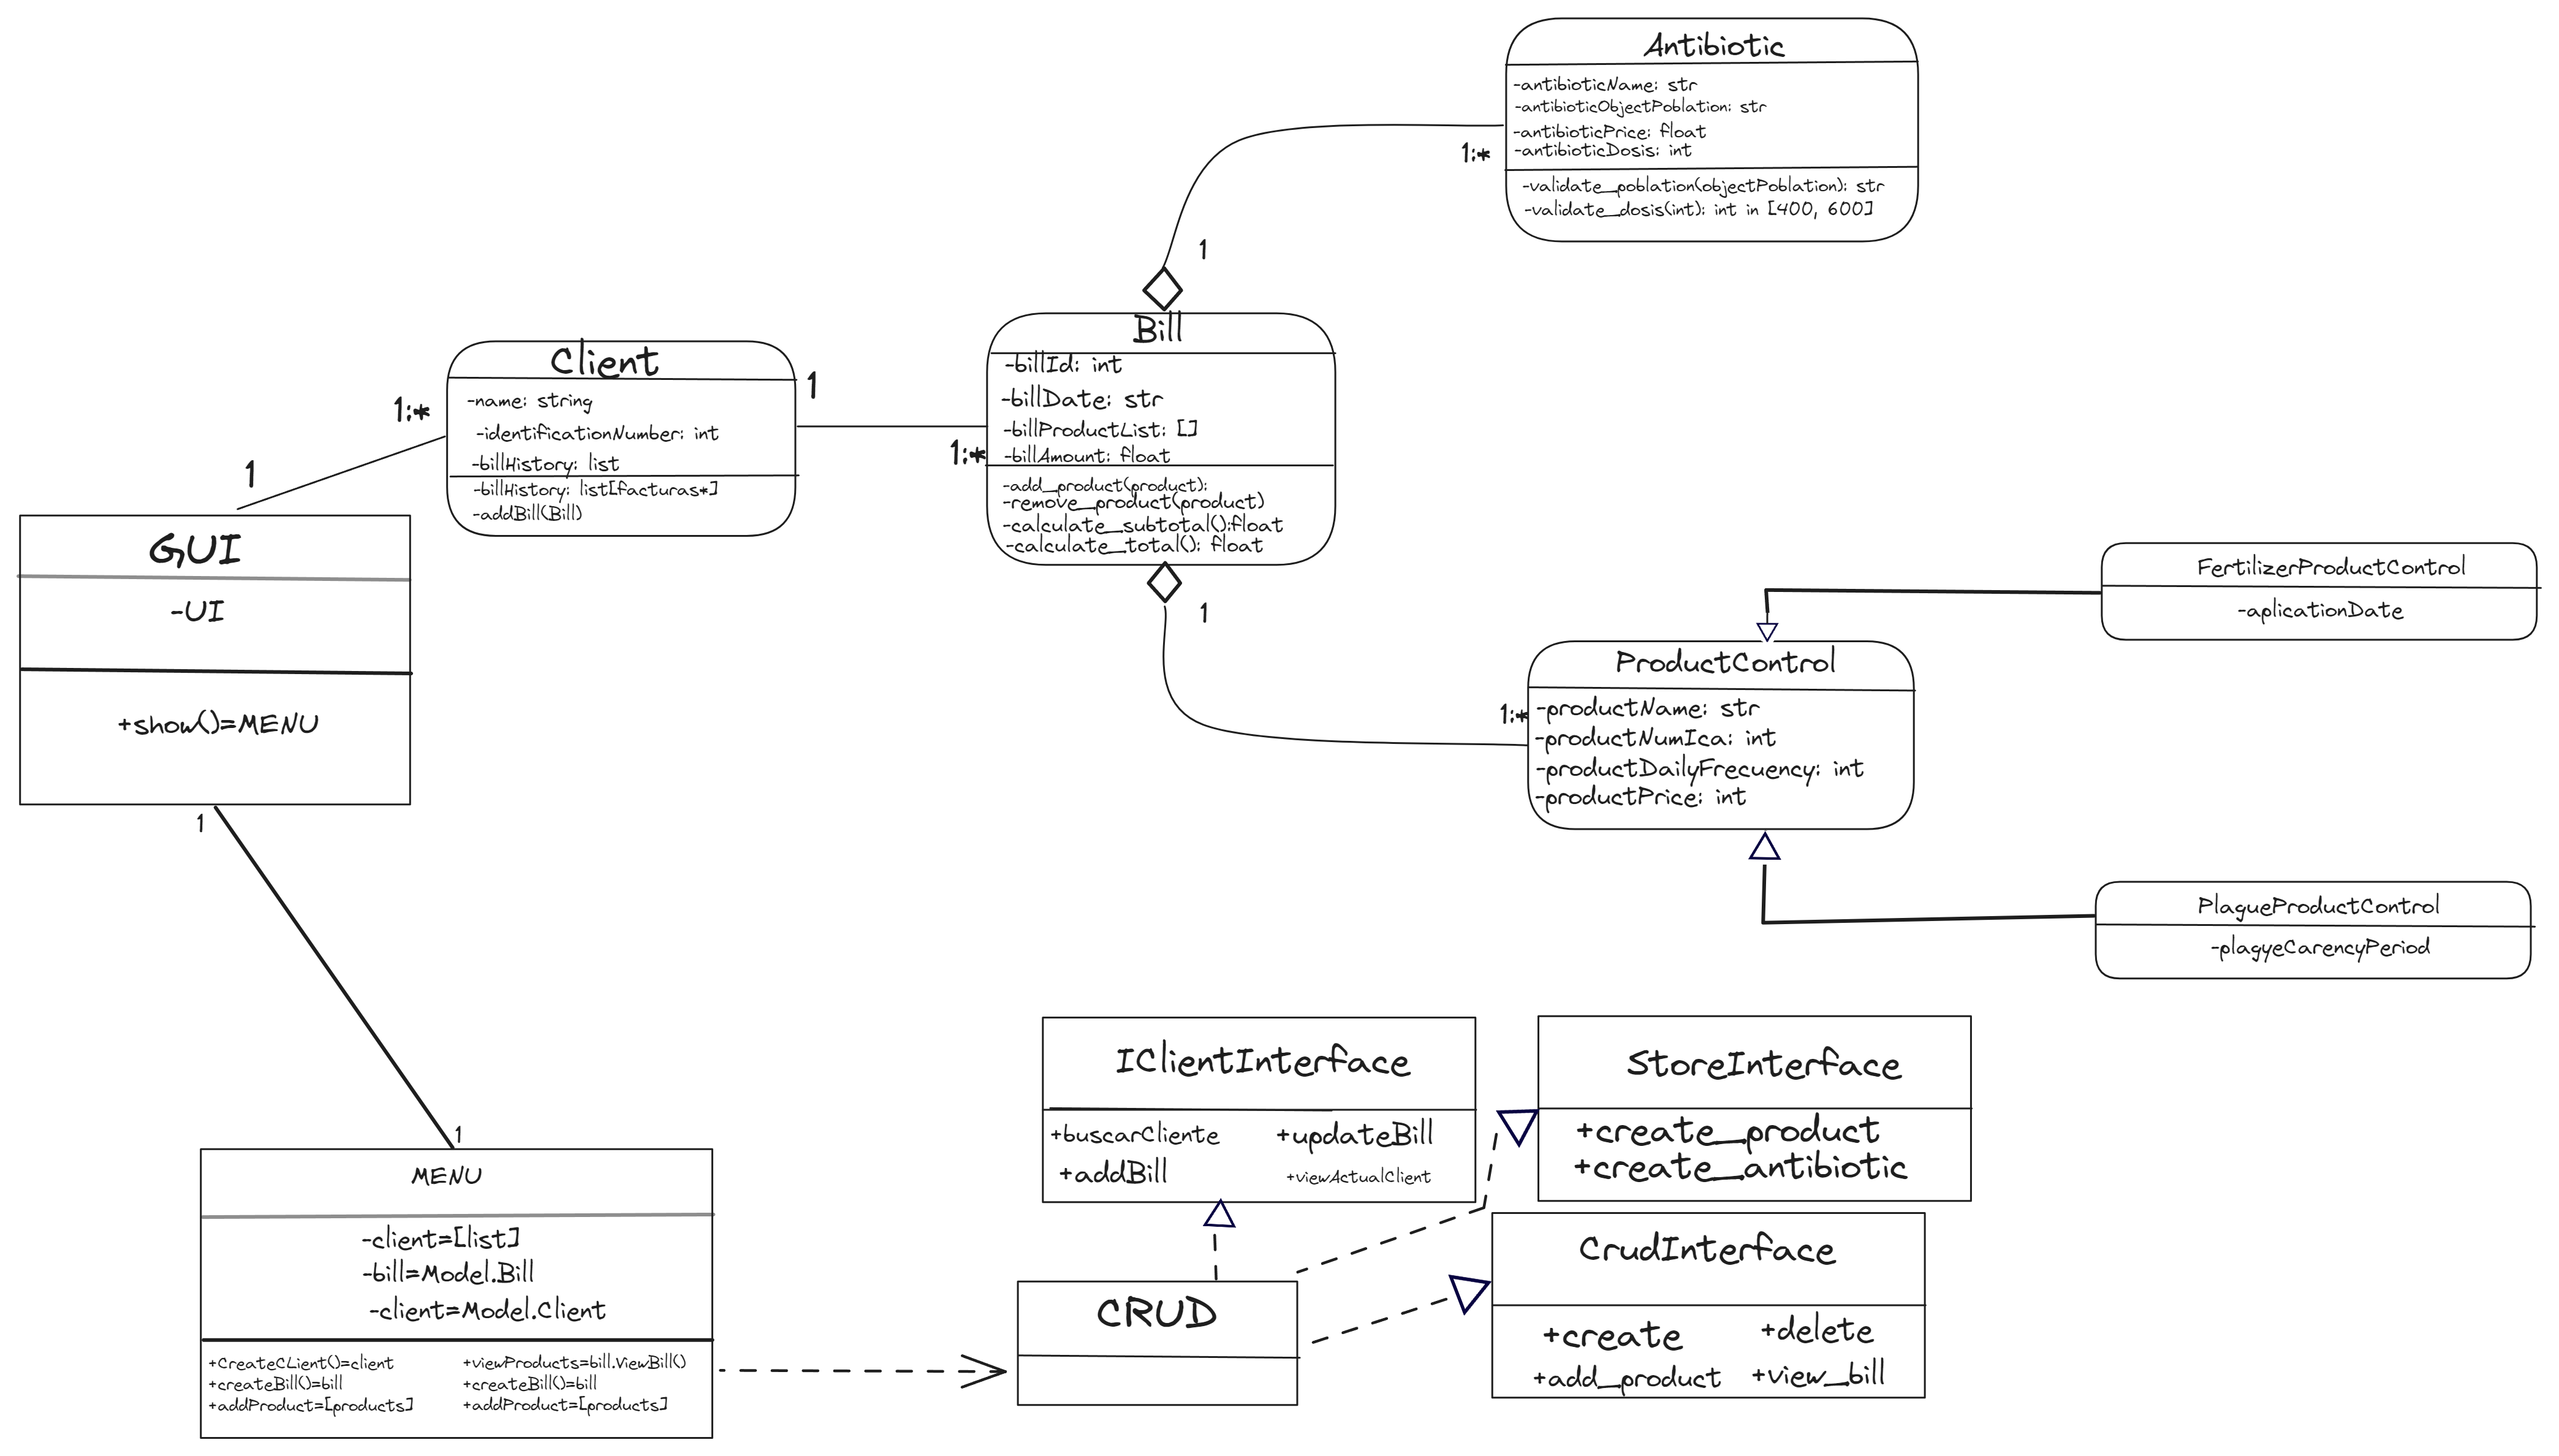 Antibiotic
-antibioticName: str
-antibioticObjectPoblation: str
-antibioticPrice: float
-antibioticDosis: int
-validate_poblation(objectPoblation): str
-validate_dosis(int): int in [400, 600]
1:*
1
Bill
-billId: int
-billDate: str
-billProductList: []
-billAmount: float
-add_product(product):
-remove_product(product)
-calculate_subtotal():float
-calculate_total(): float
1
1:*
Client
-name: string
-identificationNumber: int
-billHistory: list
-billHistory: list[facturas*]
-addBill(Bill)
1
1:*
1:*
1
GUI
-UI
+show()=MENU
1
FertilizerProductControl
-aplicationDate
ProductControl
-productName: str
-productNumIca: int
-productDailyFrecuency: int
-productPrice: int
PlagueProductControl
-plagyeCarencyPeriod
1
MENU
-client=[list]
-bill=Model.Bill
-client=Model.Client
+CreateCLient()=client
+createBill()=bill
+addProduct=[products]
+viewProducts=bill.ViewBill()
+createBill()=bill
+addProduct=[products]
IClientInterface
+buscarCliente
+addBill
+updateBill
+viewActualClient
StoreInterface
+create_product
+create_antibiotic
CRUD
CrudInterface
+create
+delete
+add_product
+view_bill